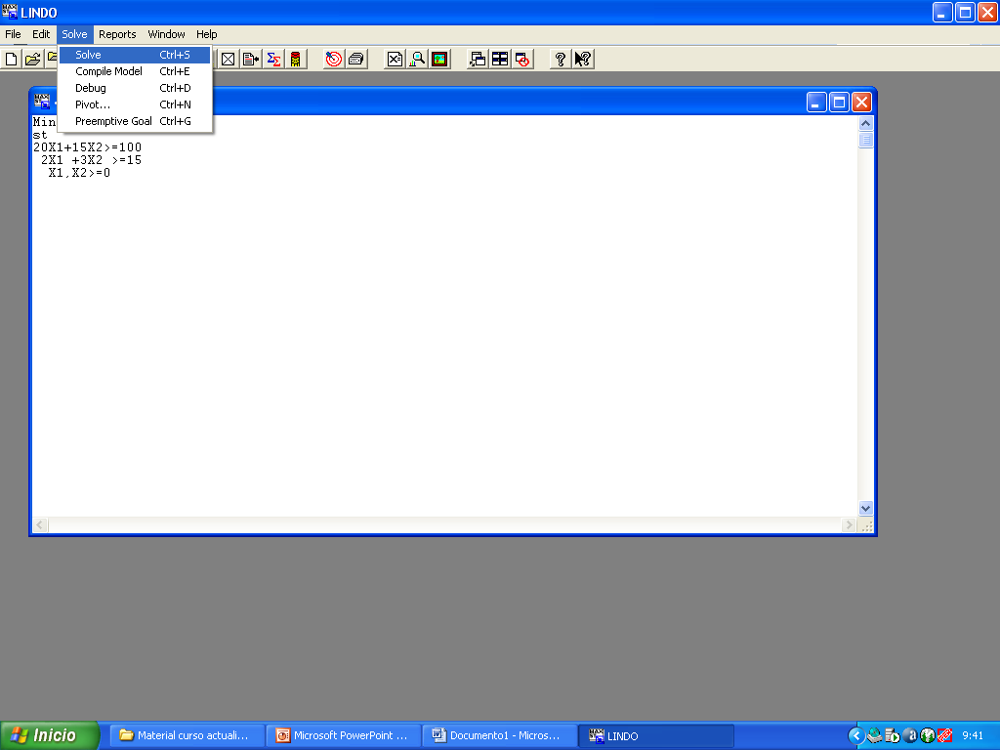 LINDO
File Edit Solve Reports Window Help
Solve Ctrl+S
Compile Model Ctrl+E
Debug Ctrl+D
Pivot... Ctrl+N
Preemptive Goal Ctrl+G
Min
st
20X1+15X2>=100
2X1 +3X2 >=15
X1,X2>=0
Inicio
Material curso actuali...
Microsoft PowerPoint ...
Documento1 - Micros...
LINDO
9:41